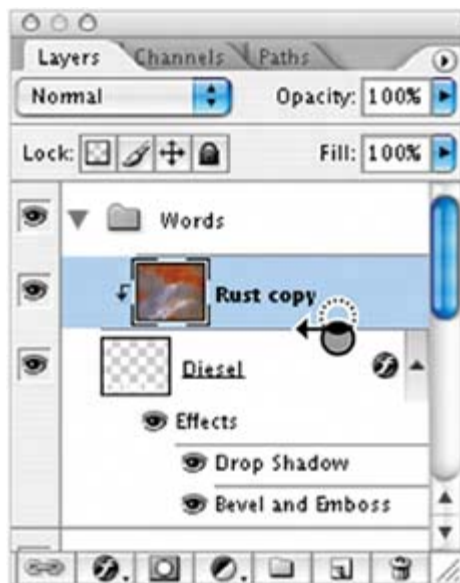 Layers Channels Paths
Normal Opacity: 100%
Lock: Fill: 100%
Words
Rust copy
Diesel
Effects
Drop Shadow
Bevel and Emboss